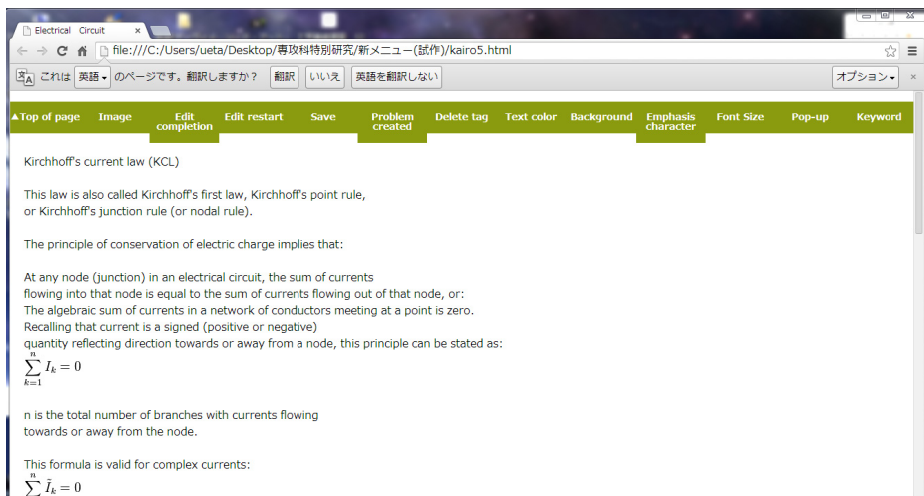 Electrical Circuit
file:///C:/Users/ueta/Desktop/専攻科特別研究/新メニュー(試作)/kairo5.html
これは 英語 のページです。翻訳しますか？ 翻訳 いいえ 英語を翻訳しない オプション
▲Top of page Image Edit completion Edit restart Save Problem created Delete tag Text color Background Emphasis character Font Size Pop-up Keyword
Kirchhoff's current law (KCL)
This law is also called Kirchhoff's first law, Kirchhoff's point rule,
or Kirchhoff's junction rule (or nodal rule).
The principle of conservation of electric charge implies that:
At any node (junction) in an electrical circuit, the sum of currents
flowing into that node is equal to the sum of currents flowing out of that node, or:
The algebraic sum of currents in a network of conductors meeting at a point is zero.
Recalling that current is a signed (positive or negative)
quantity reflecting direction towards or away from a node, this principle can be stated as:
n
∑ I_k = 0
k=1
n is the total number of branches with currents flowing
towards or away from the node.
This formula is valid for complex currents:
n
∑ Ĩ_k = 0